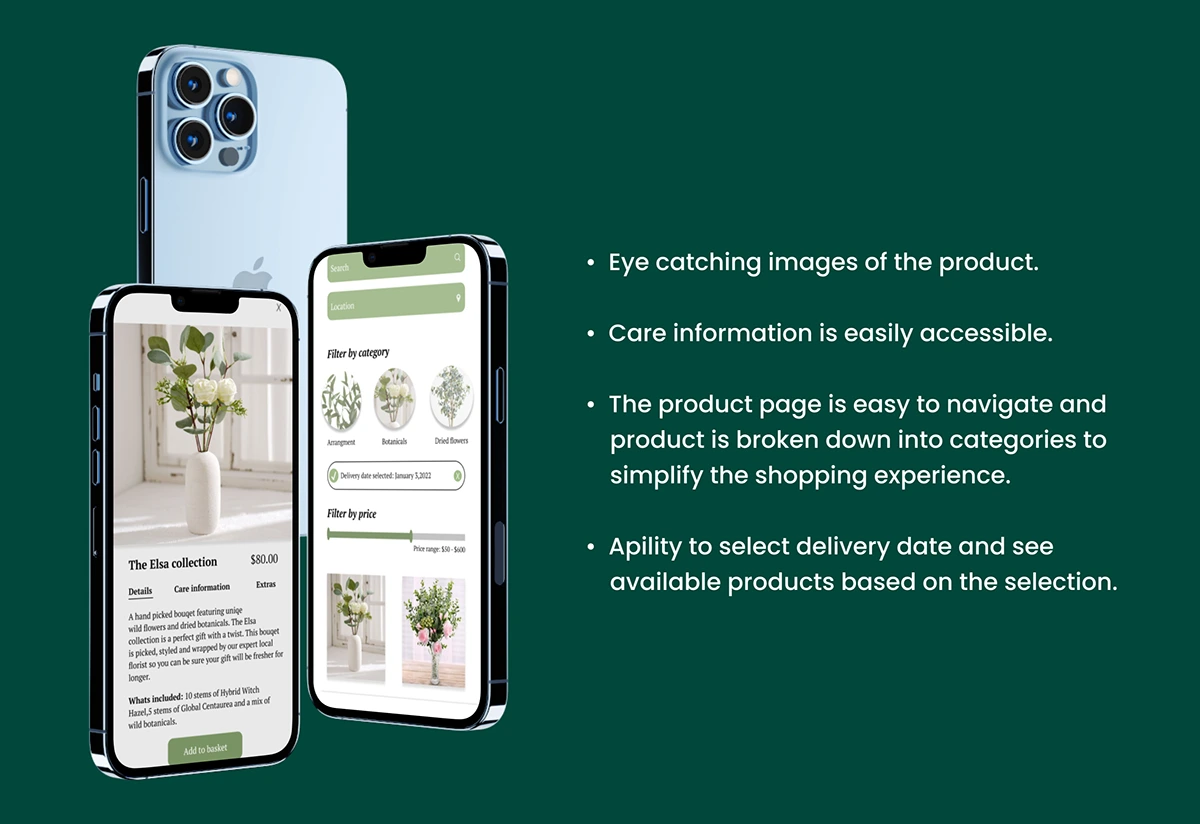 X
The Elsa collection $80.00
Details Care information Extras
A hand picked bouqet featuring uniqe
wild flowers and dried botanicals. The Elsa
collection is a perfect gift with a twist. This bouqet
is picked, styled and wrapped by our expert local
florist so you can be sure your gift will be fresher for
longer.
Whats included: 10 stems of Hybrid Witch
Hazel,5 stems of Global Centaurea and a mix of
wild botanicals.
Add to basket
Search
Location
Filter by category
Arrangment Botanicals Dried flowers
Delivery date selected: January 3,2022 X
Filter by price
Price range: $50 - $600
• Eye catching images of the product.
• Care information is easily accessible.
• The product page is easy to navigate and
product is broken down into categories to
simplify the shopping experience.
• Apility to select delivery date and see
available products based on the selection.